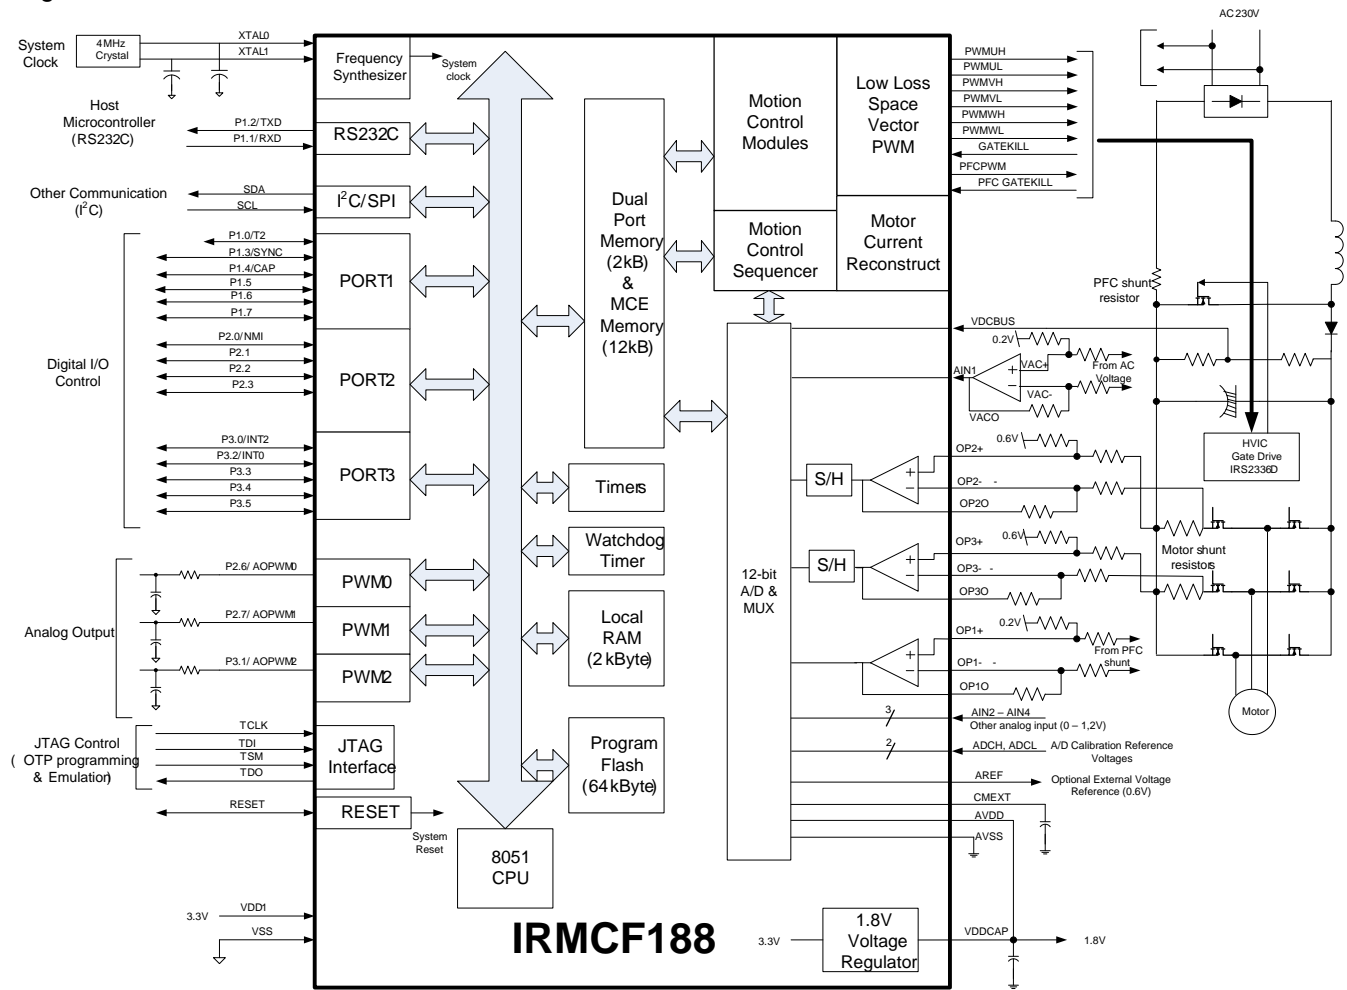 AC230V
System
Clock
4MHz
Crystal
XTAL0
XTAL1
Frequency
Synthesizer
System
clock
Host
Microcontroller
(RS232C)
P1.2/TXD
P1.1/RXD
RS232C
Other Communication
(I2C)
SDA
SCL
I2C/SPI
Digital I/O
Control
P1.0/T2
P1.3/SYNC
P1.4/CAP
P1.5
P1.6
P1.7
PORT1
P2.0/NMI
P2.1
P2.2
P2.3
PORT2
P3.0/INT2
P3.2/INT0
P3.3
P3.4
P3.5
PORT3
Analog Output
P2.6/ AOPWM0
P2.7/ AOPWM1
P3.1/ AOPWM2
PWM0
PWM1
PWM2
JTAG Control
( OTP programming
& Emulation)
TCLK
TDI
TSM
TDO
JTAG
Interface
RESET
RESET
System
Reset
3.3V
VDD1
VSS
8051
CPU
Dual
Port
Memory
(2kB)
&
MCE
Memory
(12kB)
Timers
Watchdog
Timer
Local
RAM
(2kByte)
Program
Flash
(64kByte)
Motion
Control
Modules
Motion
Control
Sequencer
Low Loss
Space
Vector
PWM
Motor
Current
Reconstruct
12-bit
A/D &
MUX
S/H
S/H
PWMUH
PWMUL
PWMVH
PWMVL
PWMWH
PWMWL
GATEKILL
PFCPWM
PFC GATEKILL
PFC shunt
resistor
VDCBUS
0.2V
AIN1
VAC+
VAC-
VACO
From AC
Voltage
HVIC
Gate Drive
IRS2336D
OP2+
0.6V
OP2- -
OP2O
OP3+
0.6V
OP3- -
OP3O
Motor shunt
resistors
OP1+
0.2V
OP1- -
OP1O
From PFC
shunt
Motor
3
AIN2 – AIN4
Other analog input (0 – 1,2V)
2
ADCH, ADCL
A/D Calibration Reference
Voltages
AREF
Optional External Voltage
Reference (0.6V)
CMEXT
AVDD
AVSS
IRMCF188
3.3V
1.8V
Voltage
Regulator
VDDCAP
1.8V